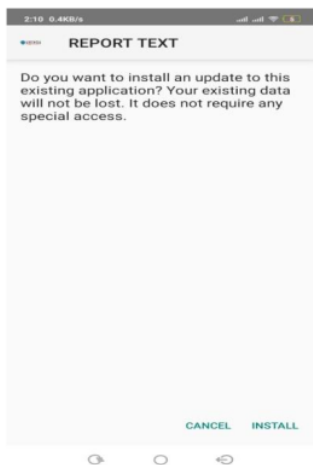 2:10 0.4KB/s
REPORT TEXT
Do you want to install an update to this
existing application? Your existing data
will not be lost. It does not require any
special access.
CANCEL INSTALL